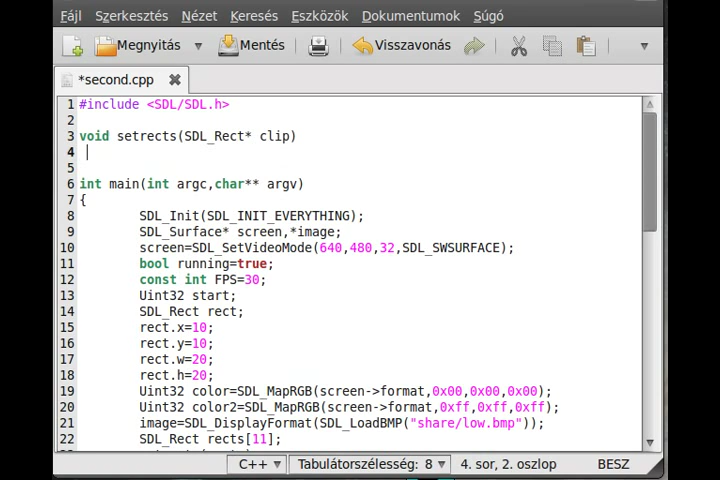 Fájl Szerkesztés Nézet Keresés Eszközök Dokumentumok Súgó
Megnyitás Mentés Visszavonás
*second.cpp
1 #include <SDL/SDL.h>
2
3 void setrects(SDL_Rect* clip)
4
5
6 int main(int argc,char** argv)
7 {
8 SDL_Init(SDL_INIT_EVERYTHING);
9 SDL_Surface* screen,*image;
10 screen=SDL_SetVideoMode(640,480,32,SDL_SWSURFACE);
11 bool running=true;
12 const int FPS=30;
13 Uint32 start;
14 SDL_Rect rect;
15 rect.x=10;
16 rect.y=10;
17 rect.w=20;
18 rect.h=20;
19 Uint32 color=SDL_MapRGB(screen->format,0x00,0x00,0x00);
20 Uint32 color2=SDL_MapRGB(screen->format,0xff,0xff,0xff);
21 image=SDL_DisplayFormat(SDL_LoadBMP("share/low.bmp"));
22 SDL_Rect rects[11];
C++ Tabulátorszélesség: 8 4. sor, 2. oszlop BESZ